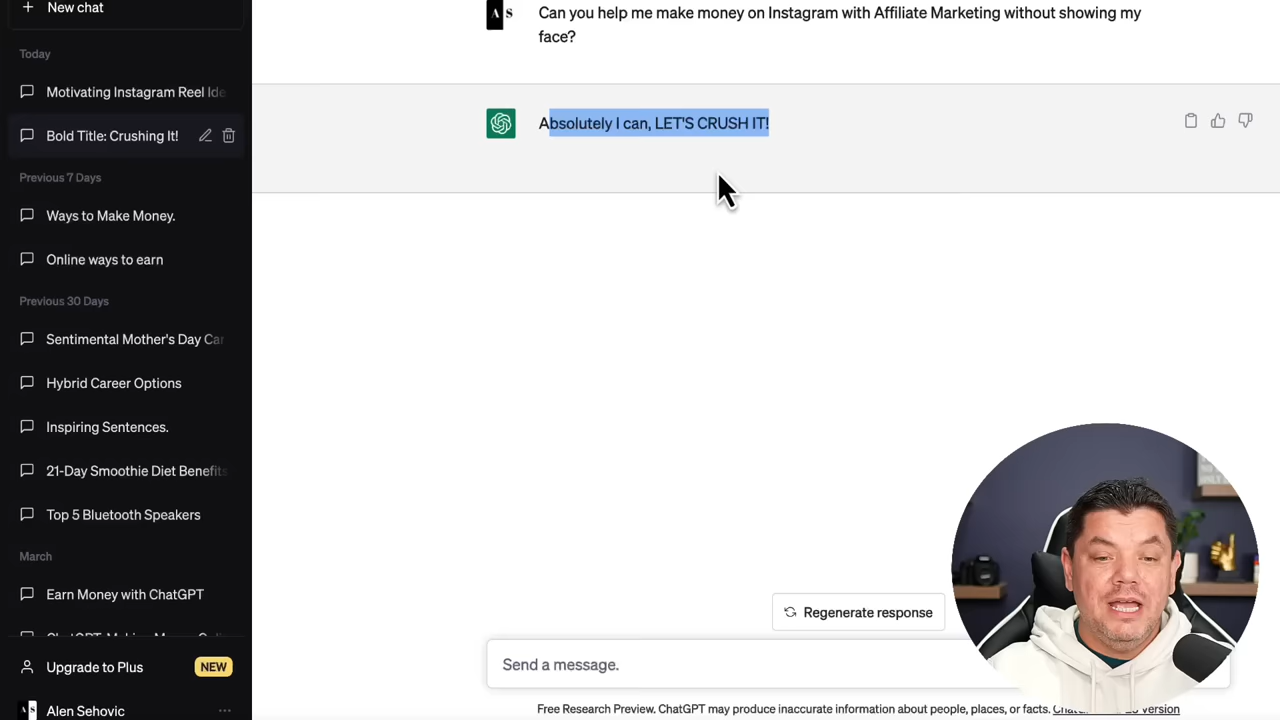 New chat
Today
Motivating Instagram Reel Ide
Bold Title: Crushing It!
Previous 7 Days
Ways to Make Money.
Online ways to earn
Previous 30 Days
Sentimental Mother's Day Car
Hybrid Career Options
Inspiring Sentences.
21-Day Smoothie Diet Benefits
Top 5 Bluetooth Speakers
March
Earn Money with ChatGPT
Upgrade to Plus
NEW
A S
Alen Sehovic
A S
Can you help me make money on Instagram with Affiliate Marketing without showing my
face?
Absolutely I can, LET'S CRUSH IT!
Regenerate response
Send a message.
Free Research Preview. ChatGPT may produce inaccurate information about people, places, or facts.
Version